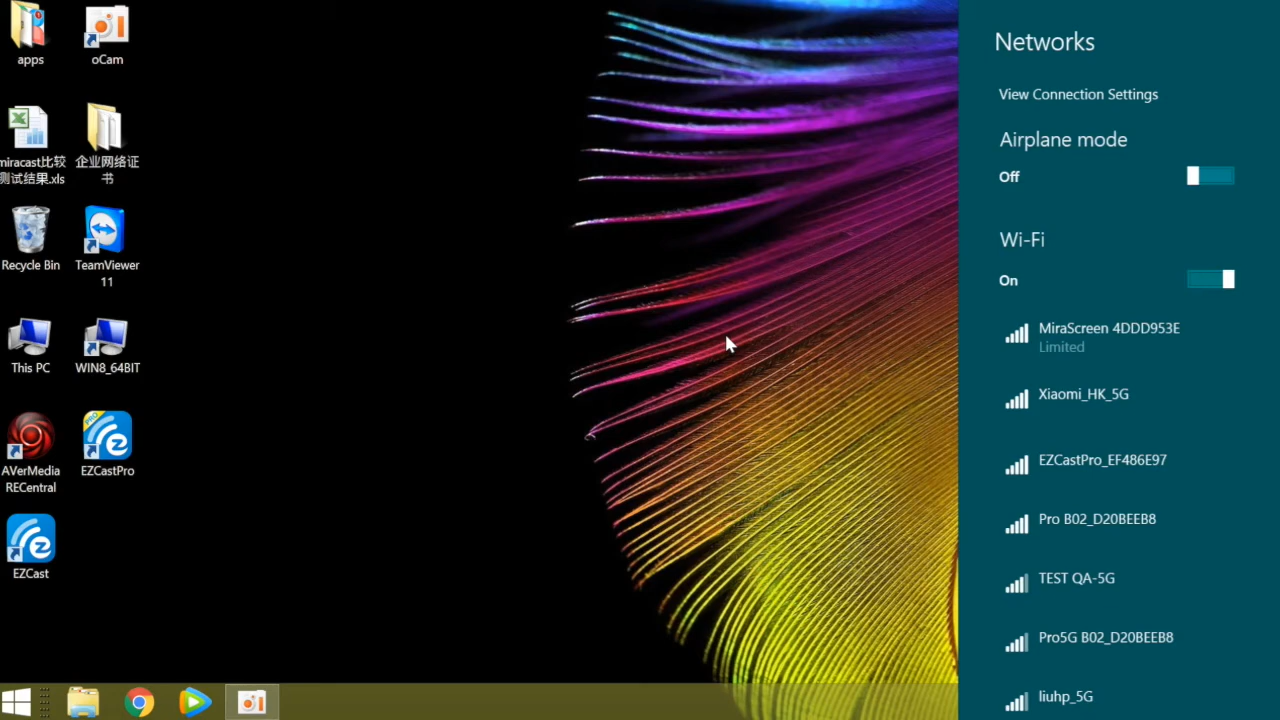 apps
oCam
miracast比较
测试结果.xls
企业网络证
书
Recycle Bin
TeamViewer
11
This PC
WIN8_64BIT
AVerMedia
RECentral
EZCastPro
EZCast
Networks
View Connection Settings
Airplane mode
Off
Wi-Fi
On
MiraScreen 4DDD953E
Limited
Xiaomi_HK_5G
EZCastPro_EF486E97
Pro B02_D20BEEB8
TEST QA-5G
Pro5G B02_D20BEEB8
liuhp_5G